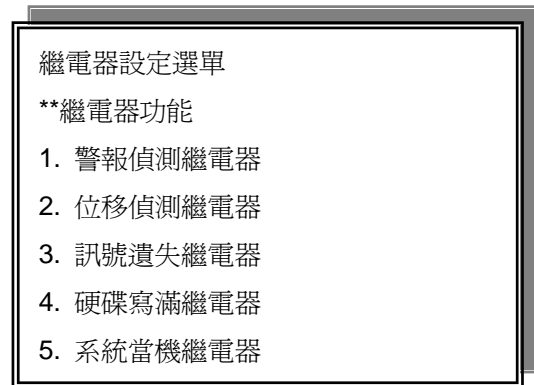 繼電器設定選單
**繼電器功能
1. 警報偵測繼電器
2. 位移偵測繼電器
3. 訊號遺失繼電器
4. 硬碟寫滿繼電器
5. 系統當機繼電器